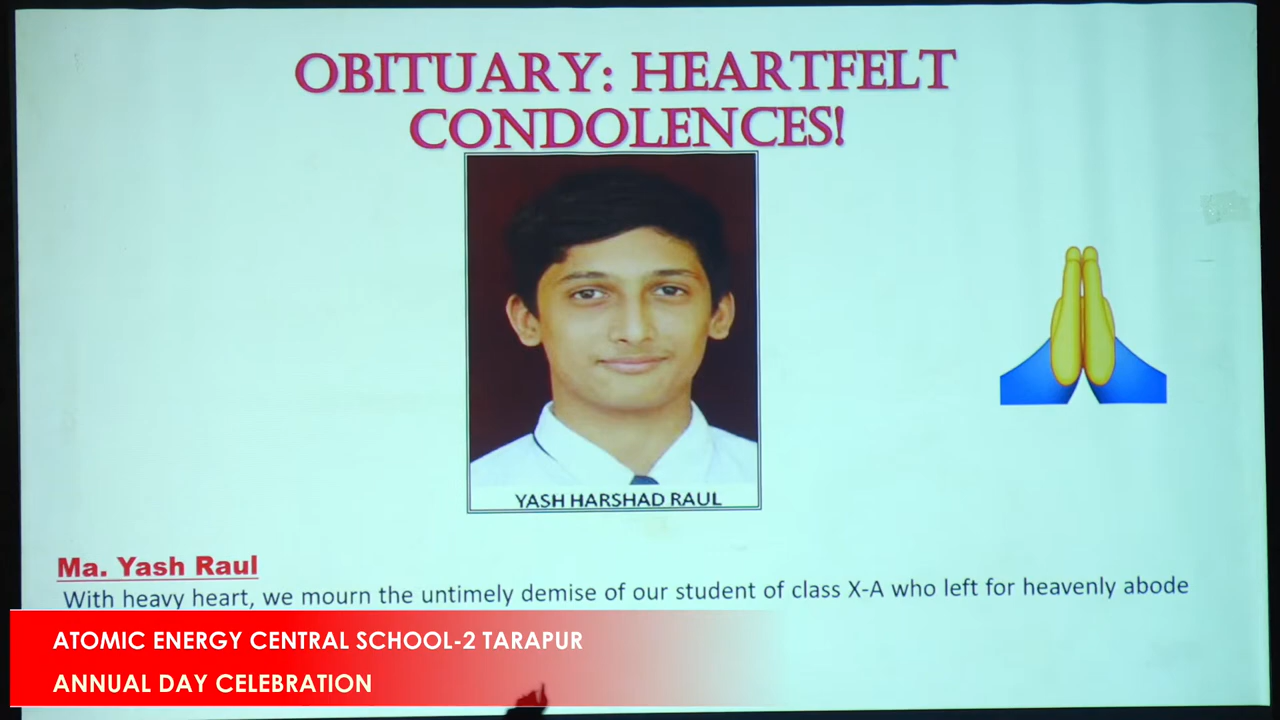 OBITUARY: HEARTFELT
CONDOLENCES!
YASH HARSHAD RAUL
Ma. Yash Raul
With heavy heart, we mourn the untimely demise of our student of class X-A who left for heavenly abode
ATOMIC ENERGY CENTRAL SCHOOL-2 TARAPUR
ANNUAL DAY CELEBRATION